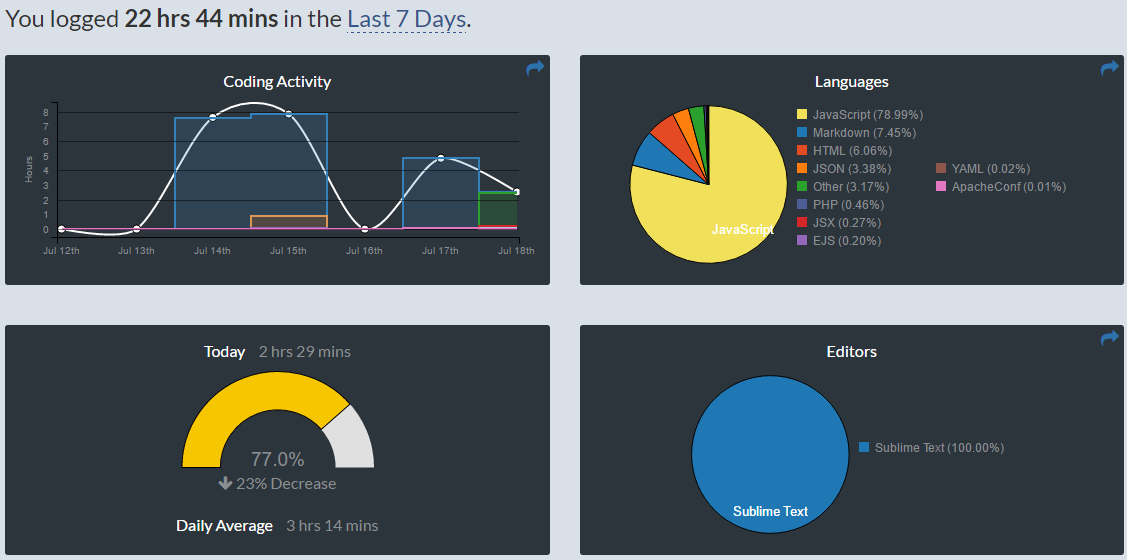 You logged 22 hrs 44 mins in the Last 7 Days.
Coding Activity
Hours
8
7
6
5
4
3
2
1
0
Jul 12th Jul 13th Jul 14th Jul 15th Jul 16th Jul 17th Jul 18th
Languages
JavaScript
JavaScript (78.99%)
Markdown (7.45%)
HTML (6.06%)
JSON (3.38%)
Other (3.17%)
PHP (0.46%)
JSX (0.27%)
EJS (0.20%)
YAML (0.02%)
ApacheConf (0.01%)
Today 2 hrs 29 mins
77.0%
23% Decrease
Daily Average 3 hrs 14 mins
Editors
Sublime Text
Sublime Text (100.00%)